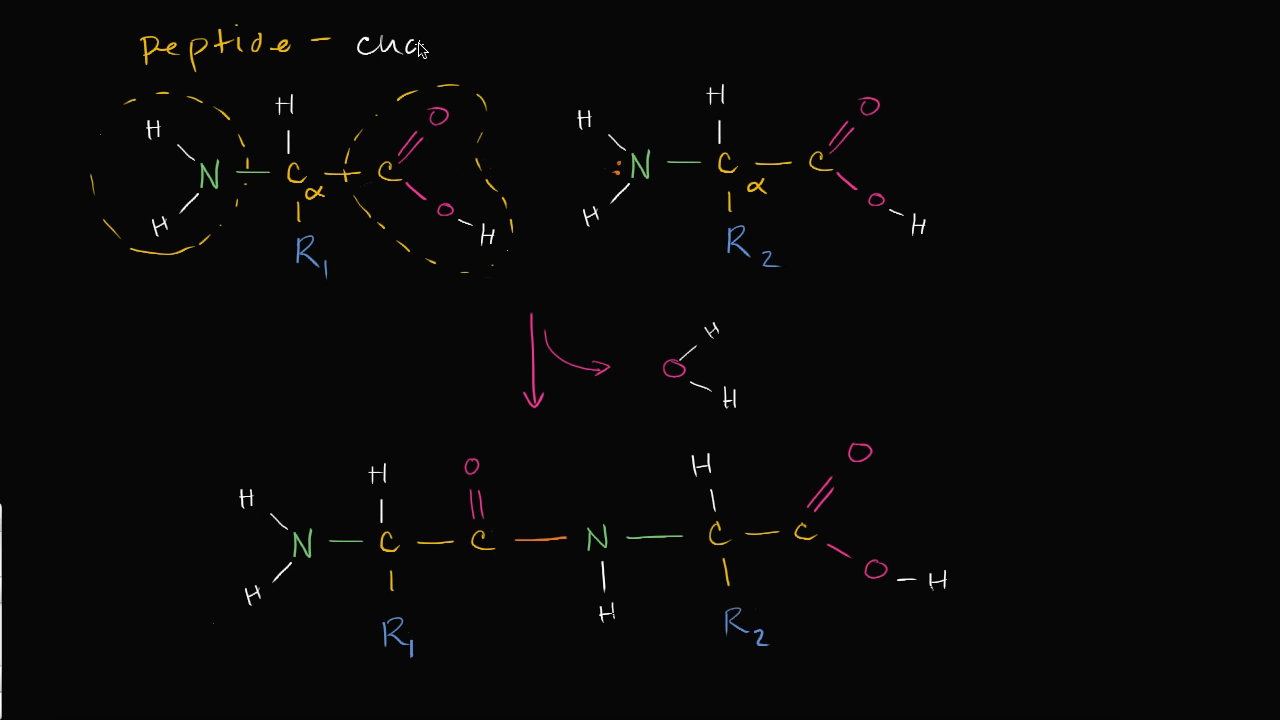 peptide - cha
H H O H H O
H N C α C O H H : N C α C O H
R1 R2
O H H
H H O H O
H N C C N C C O H
R1 H R2